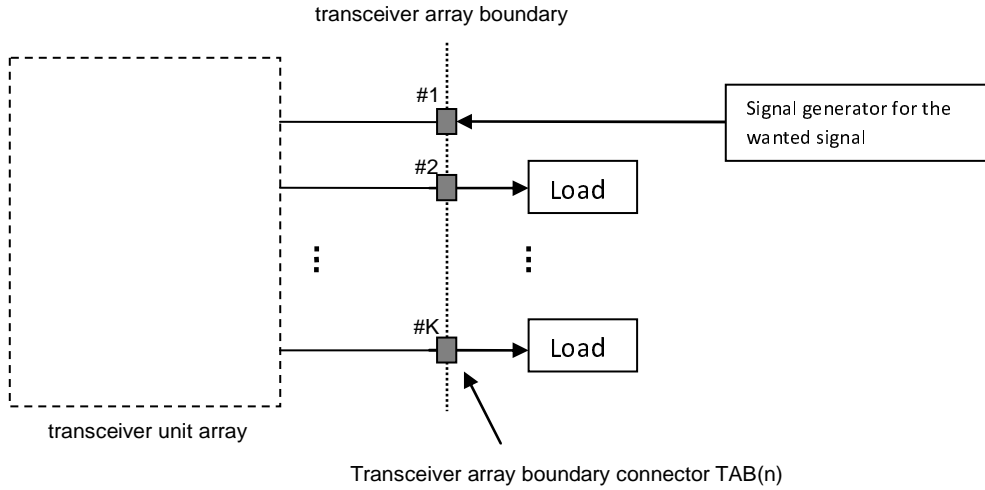 transceiver array boundary
#1
Signal generator for the
wanted signal
#2
Load
#K
Load
transceiver unit array
Transceiver array boundary connector TAB(n)